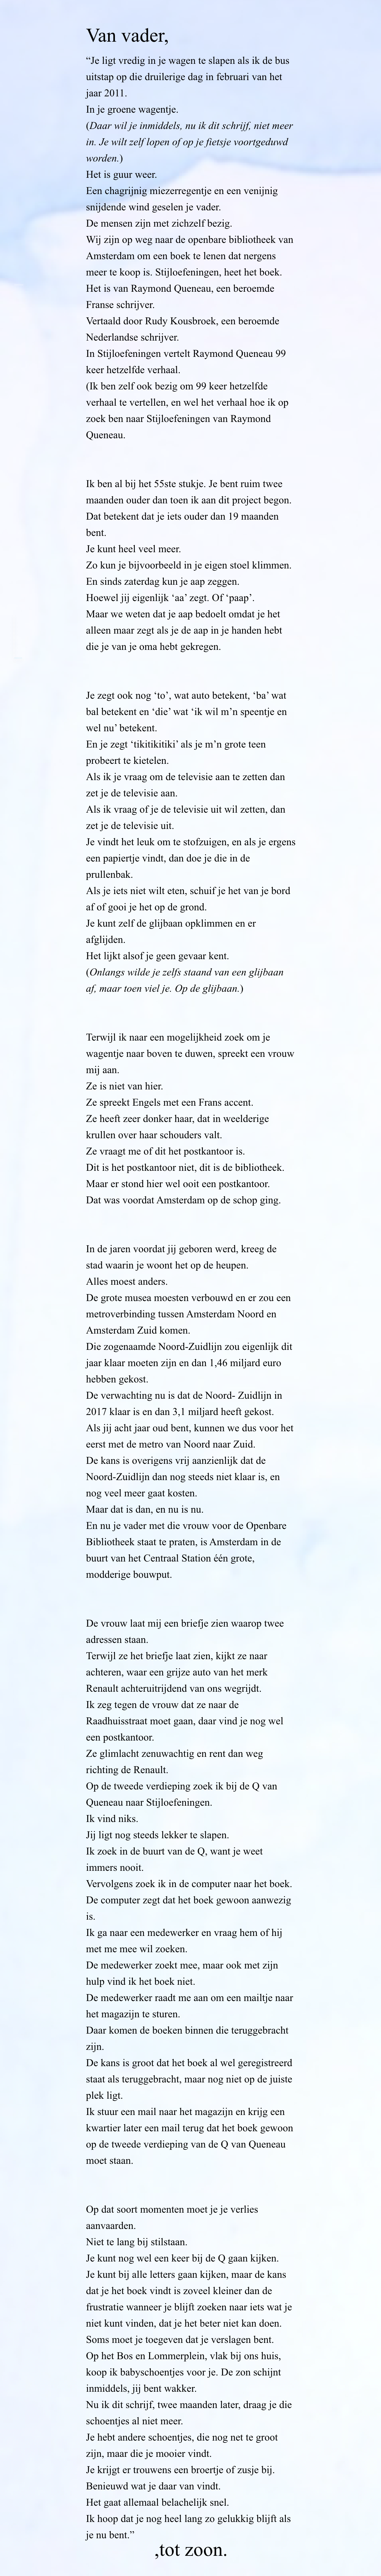 Van vader,
“Je ligt vredig in je wagen te slapen als ik de bus
uitstap op die druilerige dag in februari van het
jaar 2011.
In je groene wagentje.
(Daar wil je inmiddels, nu ik dit schrijf, niet meer
in. Je wilt zelf lopen of op je fietsje voortgeduwd
worden.)
Het is guur weer.
Een chagrijnig miezerregentje en een venijnig
snijdende wind geselen je vader.
De mensen zijn met zichzelf bezig.
Wij zijn op weg naar de openbare bibliotheek van
Amsterdam om een boek te lenen dat nergens
meer te koop is. Stijloefeningen, heet het boek.
Het is van Raymond Queneau, een beroemde
Franse schrijver.
Vertaald door Rudy Kousbroek, een beroemde
Nederlandse schrijver.
In Stijloefeningen vertelt Raymond Queneau 99
keer hetzelfde verhaal.
(Ik ben zelf ook bezig om 99 keer hetzelfde
verhaal te vertellen, en wel het verhaal hoe ik op
zoek ben naar Stijloefeningen van Raymond
Queneau.
Ik ben al bij het 55ste stukje. Je bent ruim twee
maanden ouder dan toen ik aan dit project begon.
Dat betekent dat je iets ouder dan 19 maanden
bent.
Je kunt heel veel meer.
Zo kun je bijvoorbeeld in je eigen stoel klimmen.
En sinds zaterdag kun je aap zeggen.
Hoewel jij eigenlijk ‘aa’ zegt. Of ‘paap’.
Maar we weten dat je aap bedoelt omdat je het
alleen maar zegt als je de aap in je handen hebt
die je van je oma hebt gekregen.
Je zegt ook nog ‘to’, wat auto betekent, ‘ba’ wat
bal betekent en ‘die’ wat ‘ik wil m’n speentje en
wel nu’ betekent.
En je zegt ‘tikitikitiki’ als je m’n grote teen
probeert te kietelen.
Als ik je vraag om de televisie aan te zetten dan
zet je de televisie aan.
Als ik vraag of je de televisie uit wil zetten, dan
zet je de televisie uit.
Je vindt het leuk om te stofzuigen, en als je ergens
een papiertje vindt, dan doe je die in de
prullenbak.
Als je iets niet wilt eten, schuif je het van je bord
af of gooi je het op de grond.
Je kunt zelf de glijbaan opklimmen en er
afglijden.
Het lijkt alsof je geen gevaar kent.
(Onlangs wilde je zelfs staand van een glijbaan
af, maar toen viel je. Op de glijbaan.)
Terwijl ik naar een mogelijkheid zoek om je
wagentje naar boven te duwen, spreekt een vrouw
mij aan.
Ze is niet van hier.
Ze spreekt Engels met een Frans accent.
Ze heeft zeer donker haar, dat in weelderige
krullen over haar schouders valt.
Ze vraagt me of dit het postkantoor is.
Dit is het postkantoor niet, dit is de bibliotheek.
Maar er stond hier wel ooit een postkantoor.
Dat was voordat Amsterdam op de schop ging.
In de jaren voordat jij geboren werd, kreeg de
stad waarin je woont het op de heupen.
Alles moest anders.
De grote musea moesten verbouwd en er zou een
metroverbinding tussen Amsterdam Noord en
Amsterdam Zuid komen.
Die zogenaamde Noord-Zuidlijn zou eigenlijk dit
jaar klaar moeten zijn en dan 1,46 miljard euro
hebben gekost.
De verwachting nu is dat de Noord- Zuidlijn in
2017 klaar is en dan 3,1 miljard heeft gekost.
Als jij acht jaar oud bent, kunnen we dus voor het
eerst met de metro van Noord naar Zuid.
De kans is overigens vrij aanzienlijk dat de
Noord-Zuidlijn dan nog steeds niet klaar is, en
nog veel meer gaat kosten.
Maar dat is dan, en nu is nu.
En nu je vader met die vrouw voor de Openbare
Bibliotheek staat te praten, is Amsterdam in de
buurt van het Centraal Station één grote,
modderige bouwput.
De vrouw laat mij een briefje zien waarop twee
adressen staan.
Terwijl ze het briefje laat zien, kijkt ze naar
achteren, waar een grijze auto van het merk
Renault achteruitrijdend van ons wegrijdt.
Ik zeg tegen de vrouw dat ze naar de
Raadhuisstraat moet gaan, daar vind je nog wel
een postkantoor.
Ze glimlacht zenuwachtig en rent dan weg
richting de Renault.
Op de tweede verdieping zoek ik bij de Q van
Queneau naar Stijloefeningen.
Ik vind niks.
Jij ligt nog steeds lekker te slapen.
Ik zoek in de buurt van de Q, want je weet
immers nooit.
Vervolgens zoek ik in de computer naar het boek.
De computer zegt dat het boek gewoon aanwezig
is.
Ik ga naar een medewerker en vraag hem of hij
met me mee wil zoeken.
De medewerker zoekt mee, maar ook met zijn
hulp vind ik het boek niet.
De medewerker raadt me aan om een mailtje naar
het magazijn te sturen.
Daar komen de boeken binnen die teruggebracht
zijn.
De kans is groot dat het boek al wel geregistreerd
staat als teruggebracht, maar nog niet op de juiste
plek ligt.
Ik stuur een mail naar het magazijn en krijg een
kwartier later een mail terug dat het boek gewoon
op de tweede verdieping van de Q van Queneau
moet staan.
Op dat soort momenten moet je je verlies
aanvaarden.
Niet te lang bij stilstaan.
Je kunt nog wel een keer bij de Q gaan kijken.
Je kunt bij alle letters gaan kijken, maar de kans
dat je het boek vindt is zoveel kleiner dan de
frustratie wanneer je blijft zoeken naar iets wat je
niet kunt vinden, dat je het beter niet kan doen.
Soms moet je toegeven dat je verslagen bent.
Op het Bos en Lommerplein, vlak bij ons huis,
koop ik babyschoentjes voor je. De zon schijnt
inmiddels, jij bent wakker.
Nu ik dit schrijf, twee maanden later, draag je die
schoentjes al niet meer.
Je hebt andere schoentjes, die nog net te groot
zijn, maar die je mooier vindt.
Je krijgt er trouwens een broertje of zusje bij.
Benieuwd wat je daar van vindt.
Het gaat allemaal belachelijk snel.
Ik hoop dat je nog heel lang zo gelukkig blijft als
je nu bent.”
,tot zoon.